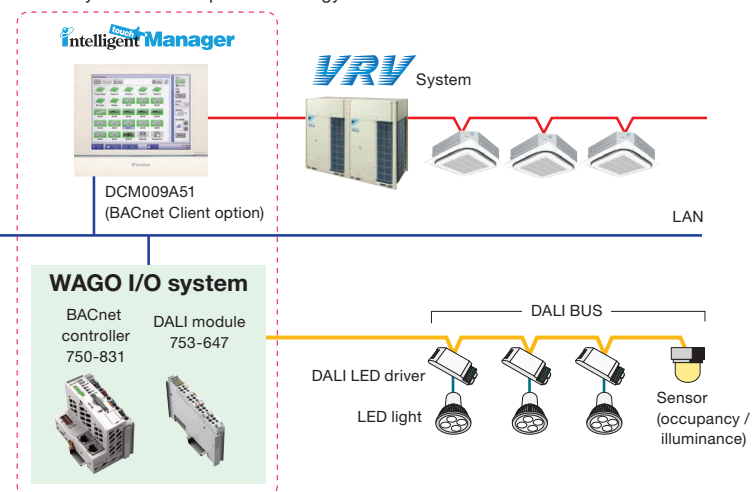 intelligent touch Manager
VRV System
DCM009A51
(BACnet Client option)
LAN
WAGO I/O system
BACnet
controller
750-831
DALI module
753-647
DALI BUS
DALI LED driver
LED light
Sensor
(occupancy /
illuminance)